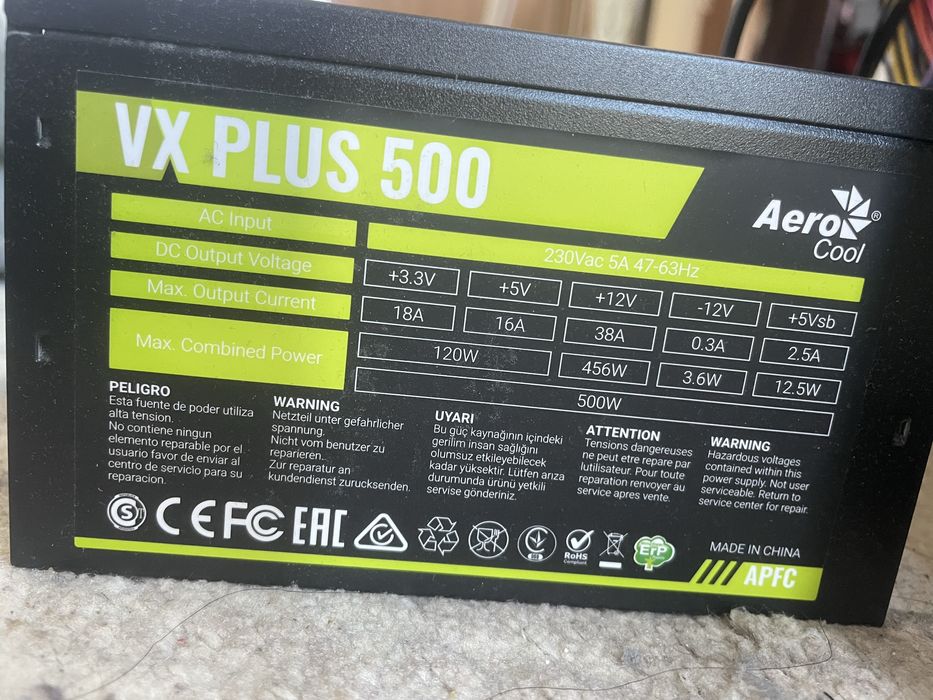 VX PLUS 500
Aero
Cool
®
AC Input
230Vac 5A 47-63Hz
DC Output Voltage
+3.3V
+5V
+12V
-12V
+5Vsb
Max. Output Current
18A
16A
38A
0.3A
2.5A
Max. Combined Power
120W
456W
3.6W
12.5W
500W
PELIGRO
Esta fuente de poder utiliza
alta tension.
No contiene ningun
elemento reparable por el
usuario favor de enviar al
centro de servicio para su
reparacion.
WARNING
Netzteil unter gefahrlicher
spannung.
Nicht vom benutzer zu
reparieren.
Zur reparatur an
kundendienst zurucksenden.
UYARI
Bu güç kaynağının içindeki
gerilim insan sağlığını
olumsuz etkileyebilecek
kadar yüksektir. Lütfen arıza
durumunda ürünü yetkili
servise gönderiniz.
ATTENTION
Tensions dangereuses
ne peut etre repare par
lutilisateur. Pour toute
reparation renvoyer au
service apres vente.
WARNING
Hazardous voltages
contained within this
power supply. Not user
serviceable. Return to
service center for repair.
S
CE FC EAC
RoHS
Compliant
ErP
MADE IN CHINA
APFC